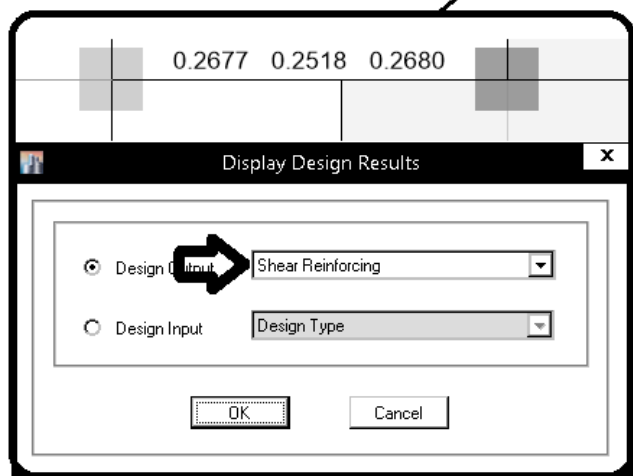 0.2677 0.2518 0.2680
Display Design Results
x
Design Output Shear Reinforcing
Design Input Design Type
OK Cancel